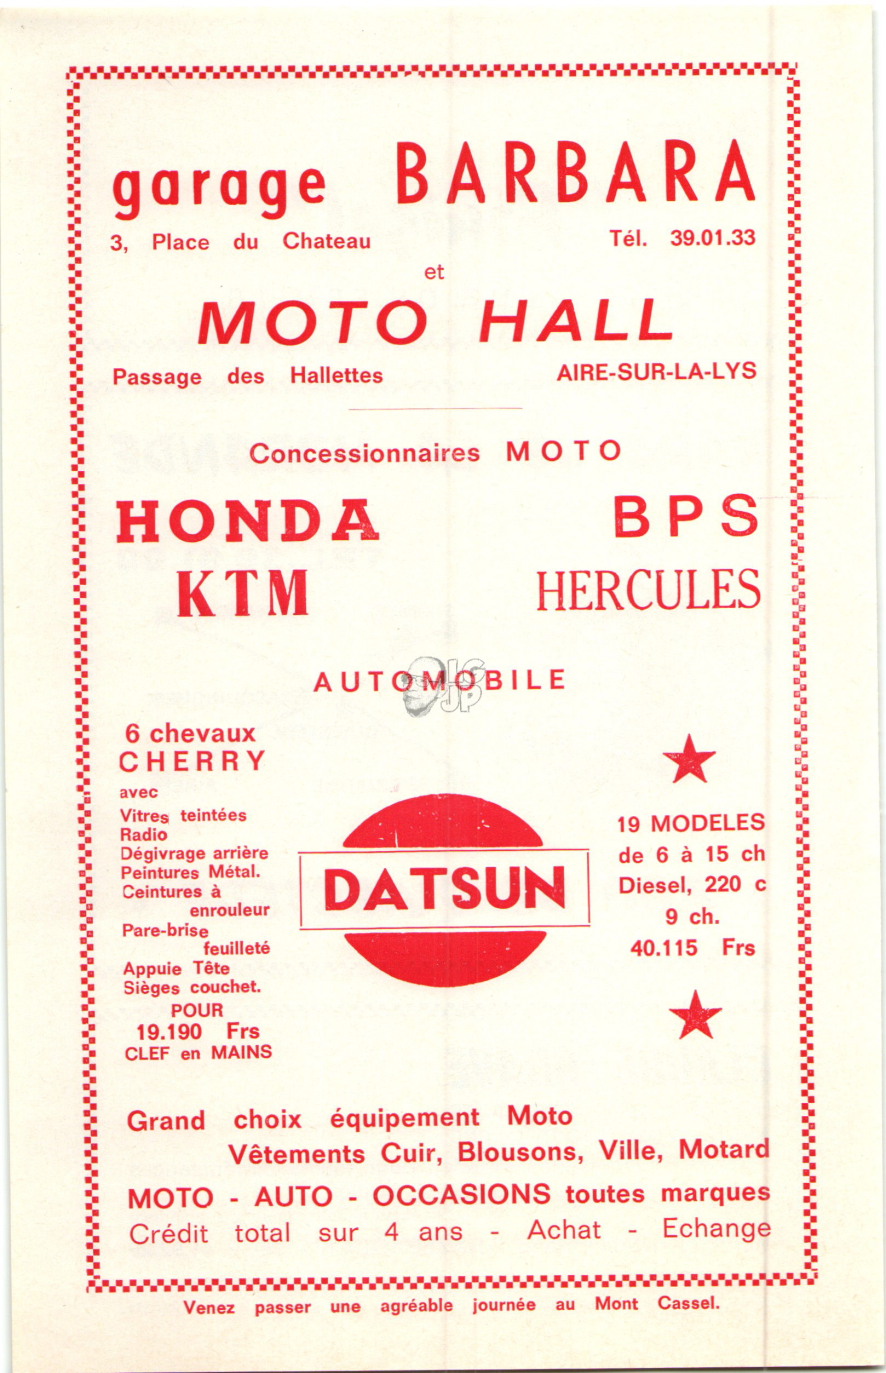 garage BARBARA
3, Place du Chateau Tél. 39.01.33
et
MOTO HALL
Passage des Hallettes AIRE-SUR-LA-LYS
Concessionnaires MOTO
HONDA BPS
KTM HERCULES
AUTOMOBILE
LG
JP
6 chevaux
CHERRY
avec
Vitres teintées
Radio
Dégivrage arrière
Peintures Métal.
Ceintures à
enrouleur
Pare-brise
feuilleté
Appuie Tête
Sièges couchet.
POUR
19.190 Frs
CLEF en MAINS
DATSUN
19 MODELES
de 6 à 15 ch
Diesel, 220 c
9 ch.
40.115 Frs
Grand choix équipement Moto
Vêtements Cuir, Blousons, Ville, Motard
MOTO - AUTO - OCCASIONS toutes marques
Crédit total sur 4 ans - Achat - Echange
Venez passer une agréable journée au Mont Cassel.